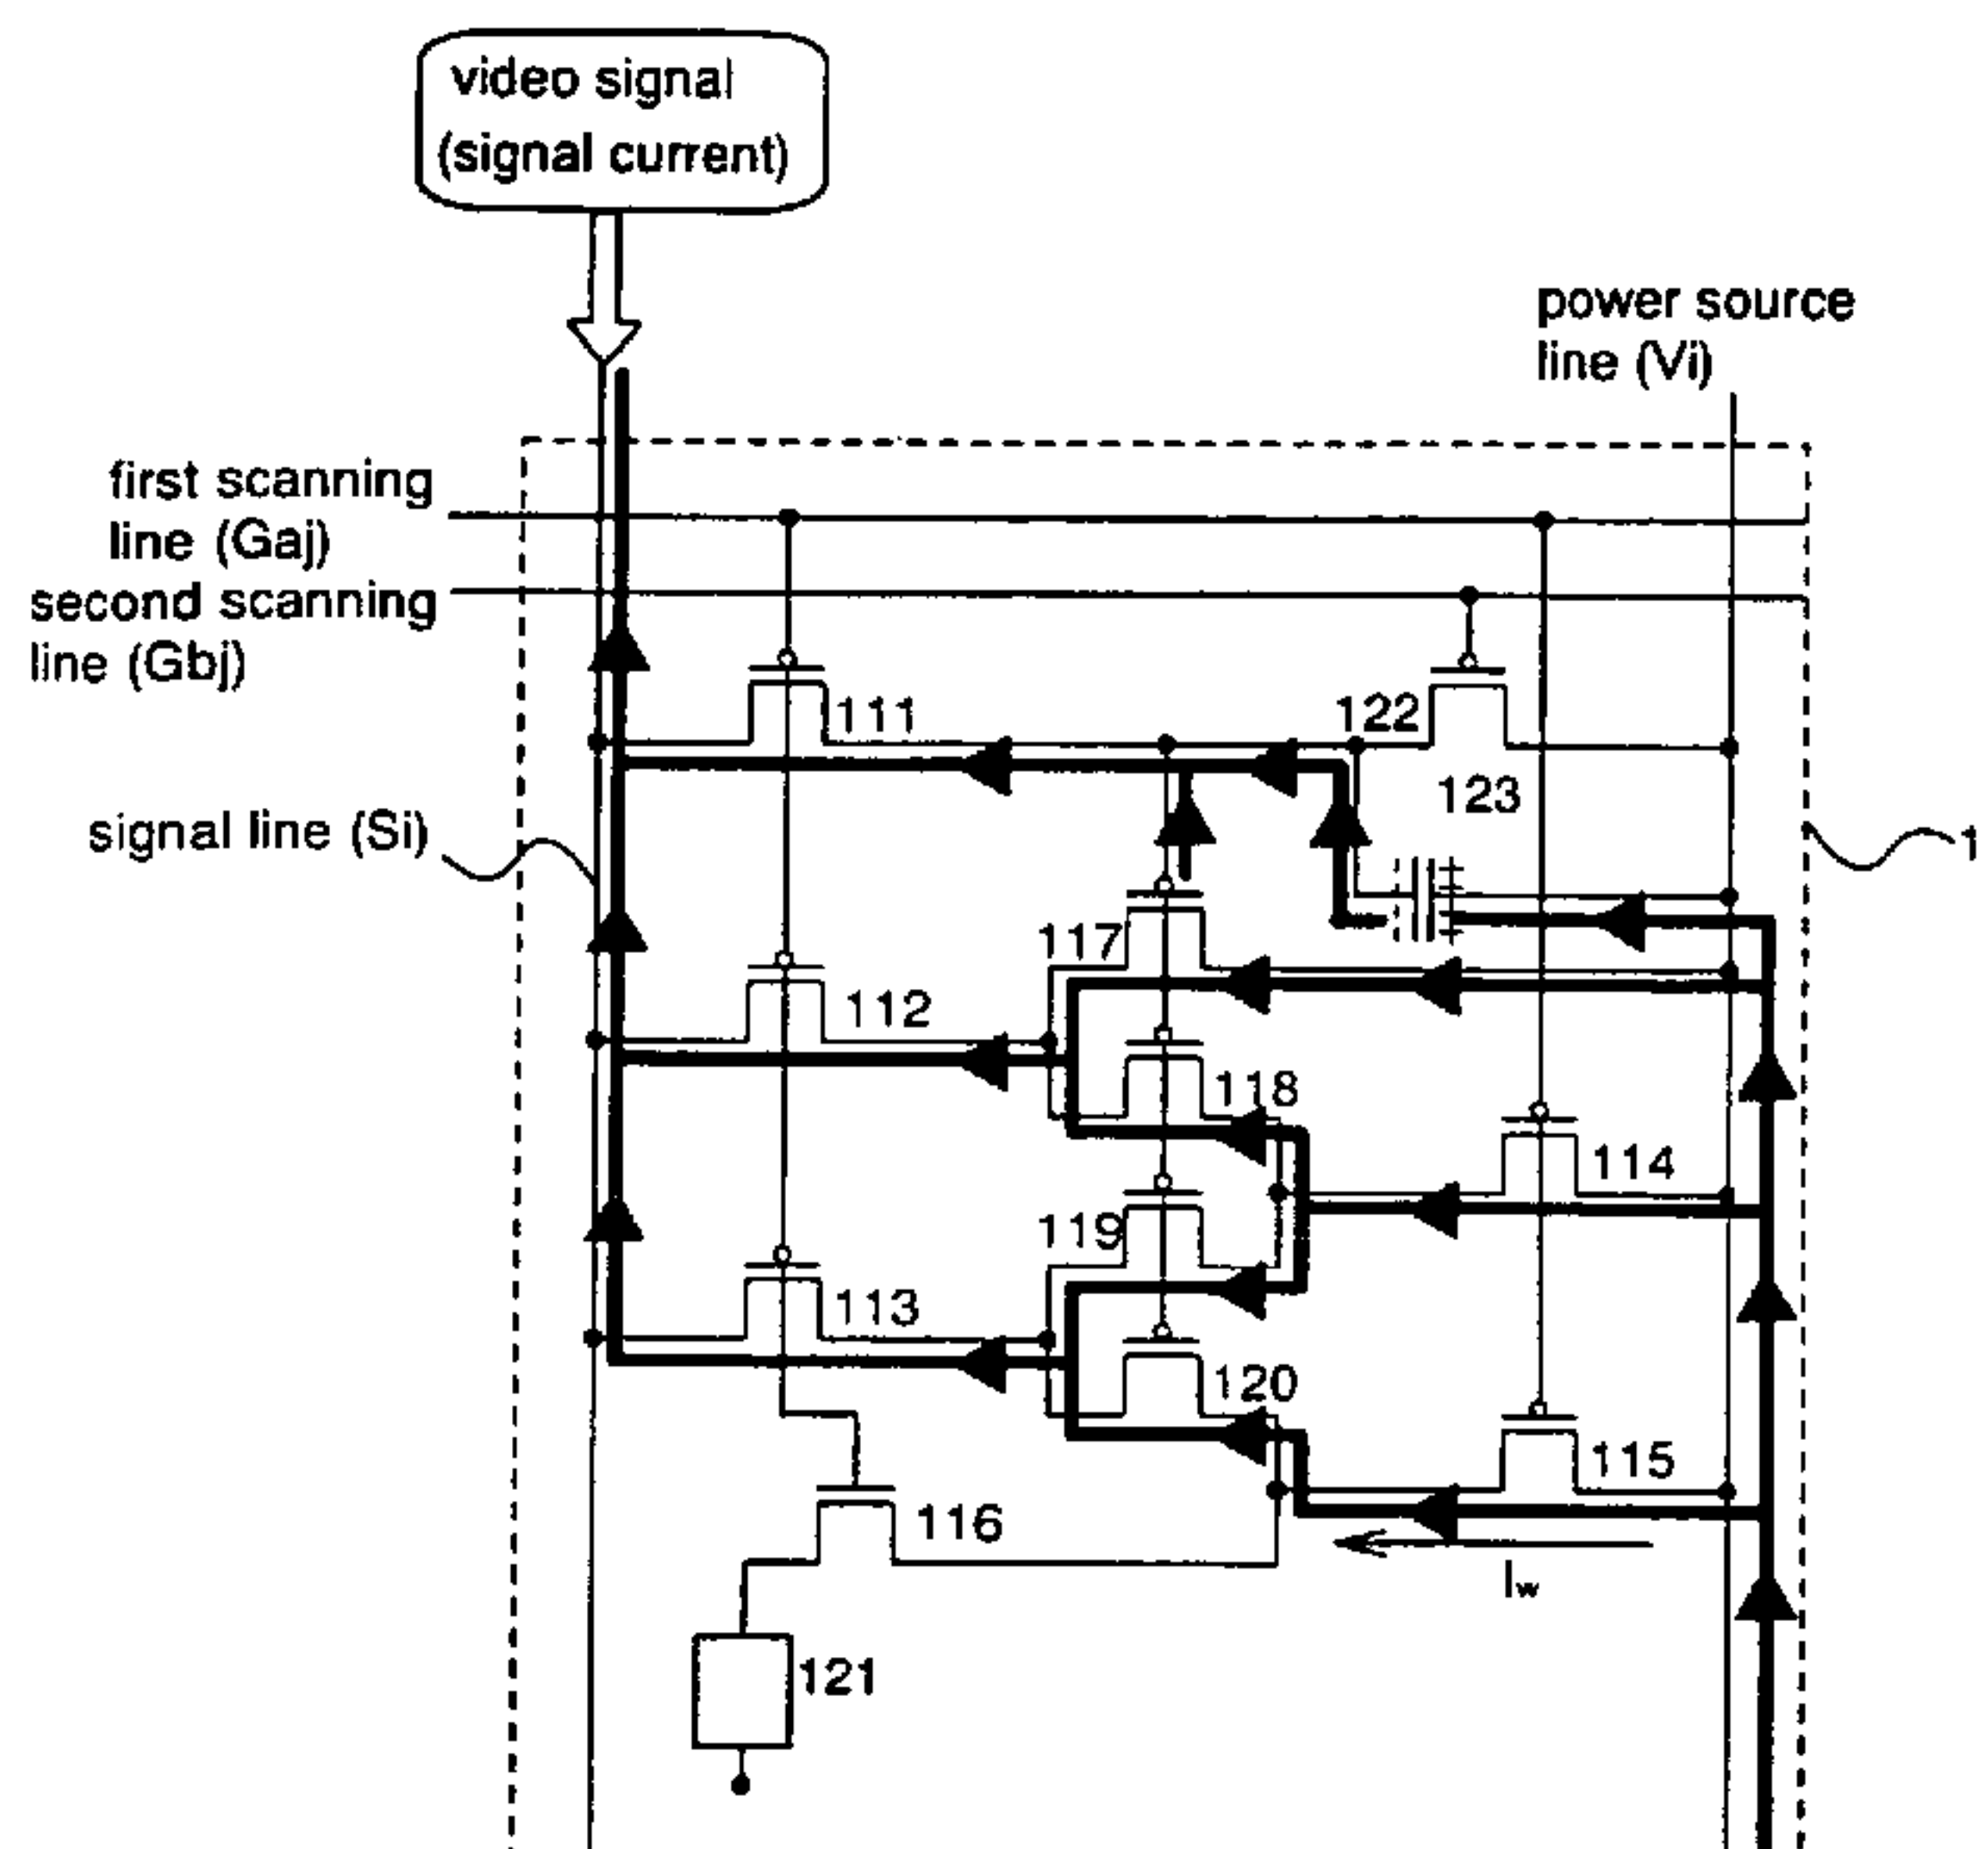 video signal
(signal current)
power source
line (Vi)
first scanning
line (Gaj)
second scanning
line (Gbj)
111
122
123
signal line (Si)
1
117
112
118
114
119
113
120
115
116
Iw
121